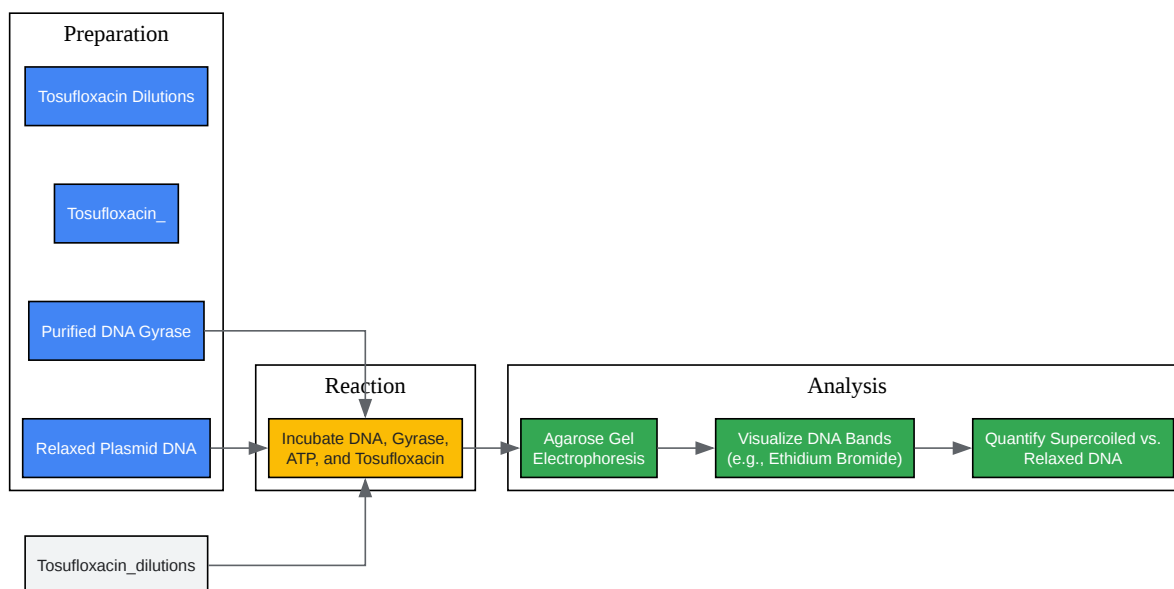 Preparation
Tosufloxacin Dilutions
Tosufloxacin_
Purified DNA Gyrase
Relaxed Plasmid DNA
Tosufloxacin_dilutions
Reaction
Incubate DNA, Gyrase,
ATP, and Tosufloxacin
Analysis
Agarose Gel
Electrophoresis
Visualize DNA Bands
(e.g., Ethidium Bromide)
Quantify Supercoiled vs.
Relaxed DNA